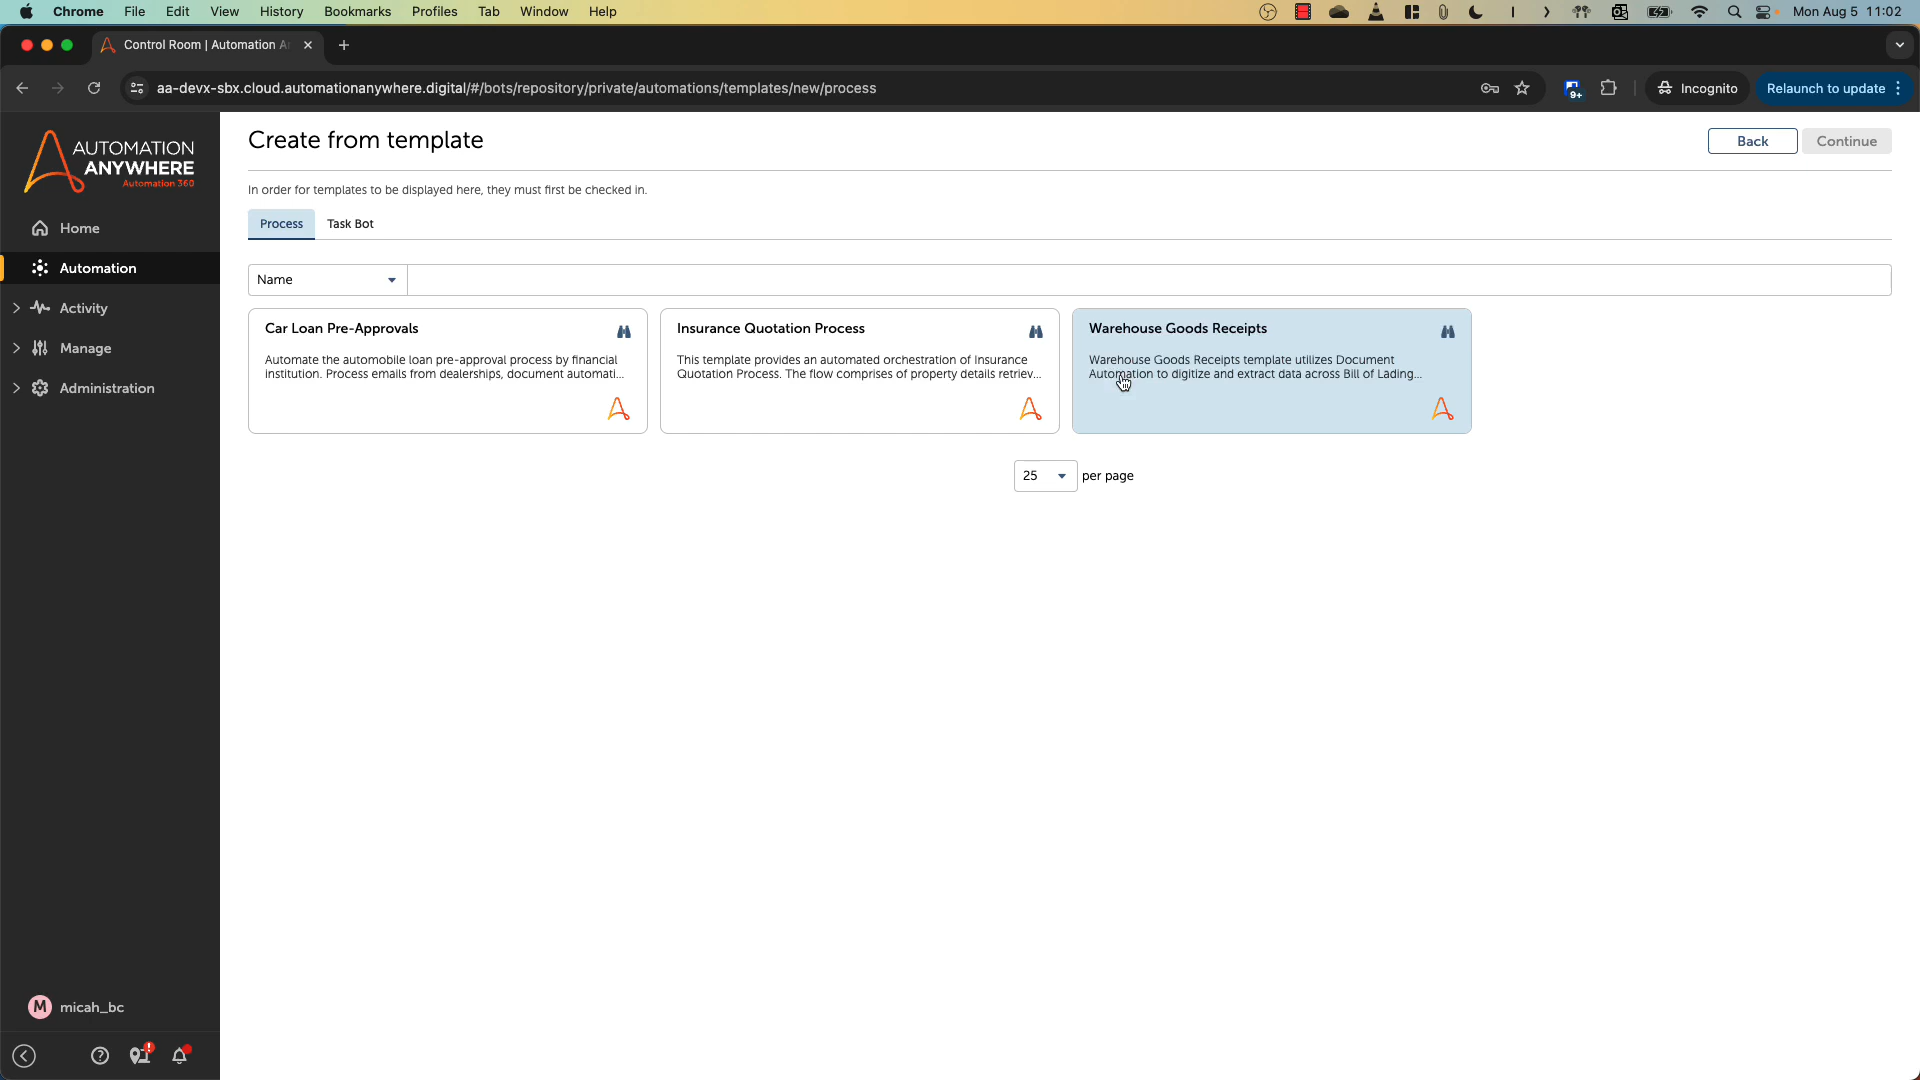 Chrome File Edit View History Bookmarks Profiles Tab Window Help Mon Aug 5 11:02
Control Room | Automation A
aa-devx-sbx.cloud.automationanywhere.digital/#/bots/repository/private/automations/templates/new/process 9+ Incognito Relaunch to update
AUTOMATION
ANYWHERE
Automation 360
Home
Automation
Activity
Manage
Administration
M micah_bc
Create from template
Back Continue
In order for templates to be displayed here, they must first be checked in.
Process Task Bot
Name
Car Loan Pre-Approvals
Automate the automobile loan pre-approval process by financial
institution. Process emails from dealerships, document automati...
Insurance Quotation Process
This template provides an automated orchestration of Insurance
Quotation Process. The flow comprises of property details retriev...
Warehouse Goods Receipts
Warehouse Goods Receipts template utilizes Document
Automation to digitize and extract data across Bill of Lading...
25 per page